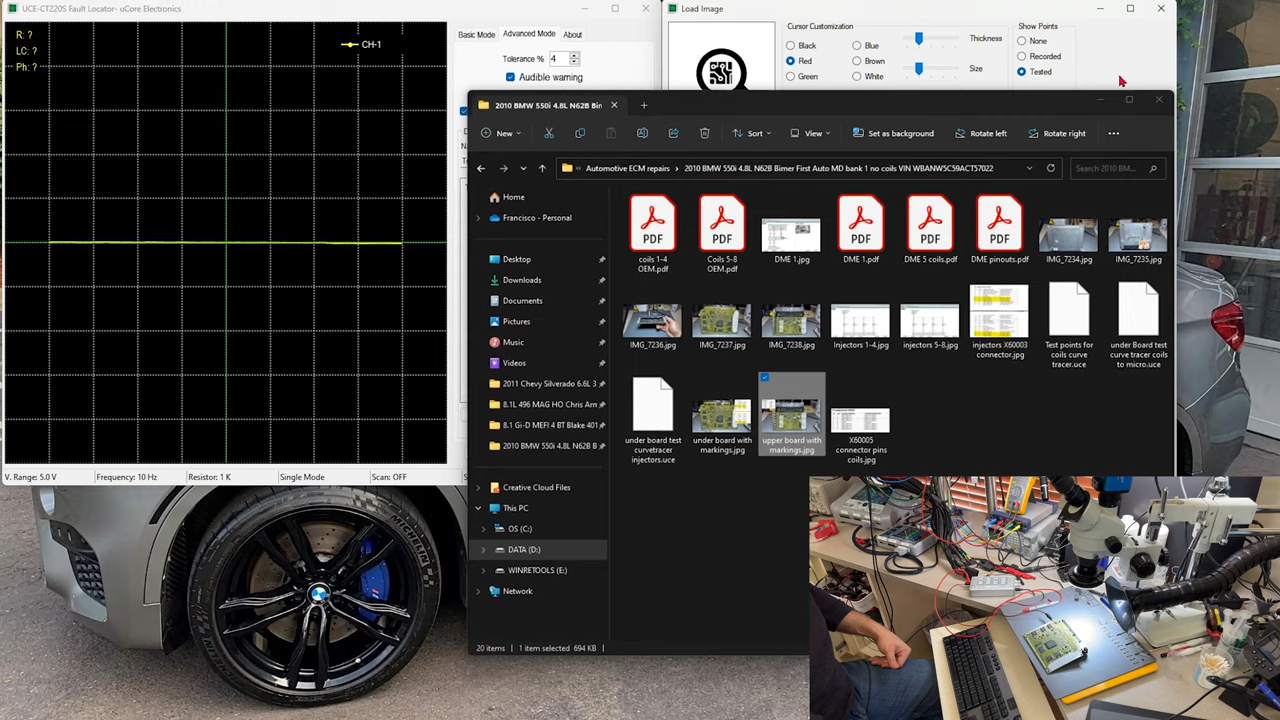 UCE-CT220S Fault Locator- uCore Electronics
R: ?
LC: ?
Ph: ?
CH-1
V. Range: 5.0 V
Frequency: 10 Hz
Resistor: 1 K
Single Mode
Scan: OFF
Basic Mode
Advanced Mode
About
Tolerance %
4
Audible warning
Load Image
Cursor Customization
Black
Blue
Red
Brown
Green
White
Thickness
Size
Show Points
None
Recorded
Tested
2010 BMW 550i 4.8L N62B Bin
New
Sort
View
Set as background
Rotate left
Rotate right
Automotive ECM repairs
2010 BMW 550i 4.8L N62B Bimer First Auto MD bank 1 no coils VIN WBANW5C59ACT57022
Search 2010 BM...
Home
Francisco - Personal
Desktop
Downloads
Documents
Pictures
Music
Videos
2011 Chevy Silverado 6.6L 3
8.1L 496 MAG HO Chris Arn
8.1 Gi-D MEFI 4 BT Blake 401
2010 BMW 550i 4.8L N62B B
Creative Cloud Files
This PC
OS (C:)
DATA (D:)
WINRETOOLS (E:)
Network
PDF
coils 1-4
OEM.pdf
PDF
Coils 5-8
OEM.pdf
DME 1.jpg
PDF
DME 1.pdf
PDF
DME 5 coils.pdf
PDF
DME pinouts.pdf
IMG_7234.jpg
IMG_7235.jpg
IMG_7236.jpg
IMG_7237.jpg
IMG_7238.jpg
Injectors 1-4.jpg
injectors 5-8.jpg
injectors X60003
connector.jpg
Test points for
coils curve
tracer.uce
under Board test
curve tracer coils
to micro.uce
under board test
curvetracer
injectors.uce
under board with
markings.jpg
upper board with
markings.jpg
X60005
connector pins
coils.jpg
20 items
1 item selected 694 KB
MICHELIN